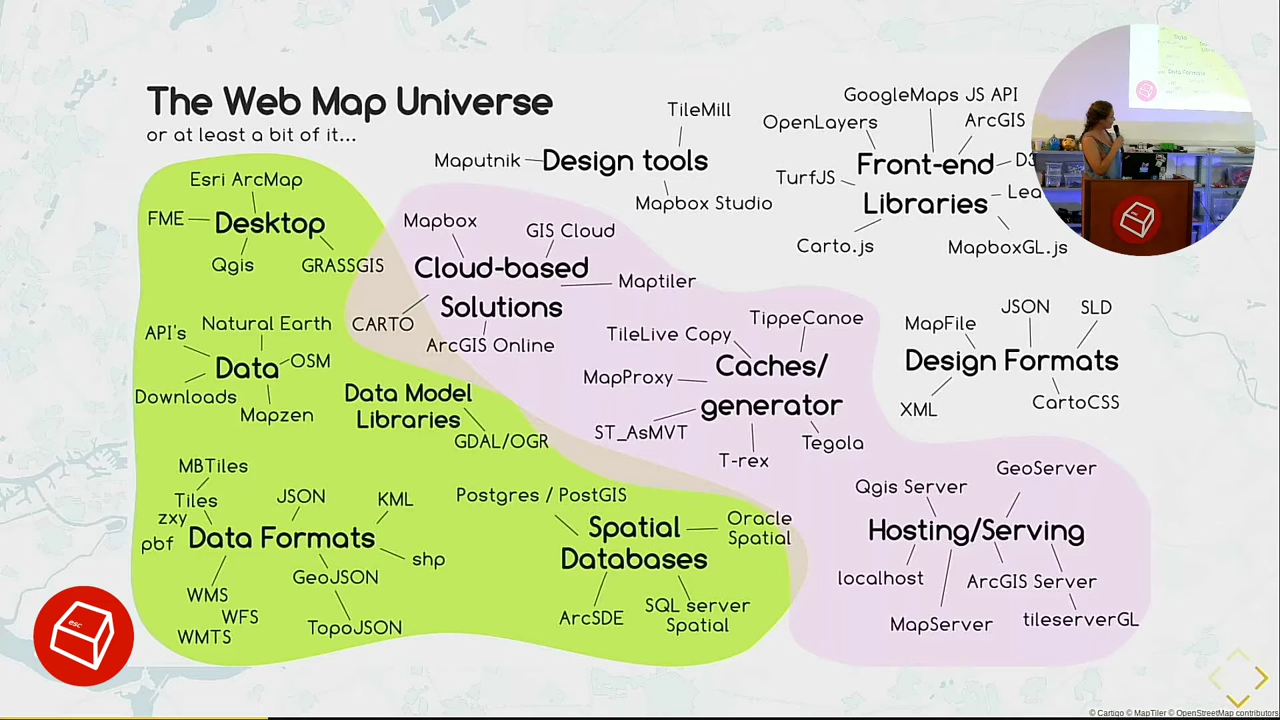 The Web Map Universe
or at least a bit of it...
TileMill
Maputnik
Design tools
Mapbox Studio
GoogleMaps JS API
OpenLayers
ArcGIS
Front-end
D3
TurfJS
Libraries
Carto.js
MapboxGL.js
Esri ArcMap
FME
Desktop
Qgis
GRASSGIS
Mapbox
GIS Cloud
Cloud-based
Solutions
Maptiler
CARTO
ArcGIS Online
API's
Natural Earth
Data
OSM
Downloads
Mapzen
Data Model
Libraries
GDAL/OGR
TileLive Copy
TippeCanoe
Caches/
generator
MapProxy
ST_AsMVT
T-rex
Tegola
JSON
SLD
MapFile
Design Formats
XML
CartoCSS
MBTiles
Tiles
JSON
KML
zxy
pbf
Data Formats
shp
GeoJSON
WMS
WFS
WMTS
TopoJSON
Postgres / PostGIS
Spatial
Databases
Oracle
Spatial
ArcSDE
SQL server
Spatial
GeoServer
Qgis Server
Hosting/Serving
localhost
ArcGIS Server
MapServer
tileserverGL
esc
© Cartigo © MapTiler © OpenStreetMap contributors